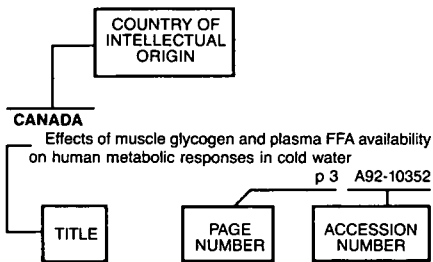 COUNTRY OF
INTELLECTUAL
ORIGIN
CANADA
Effects of muscle glycogen and plasma FFA availability
on human metabolic responses in cold water
p 3 A92-10352
TITLE
PAGE
NUMBER
ACCESSION
NUMBER